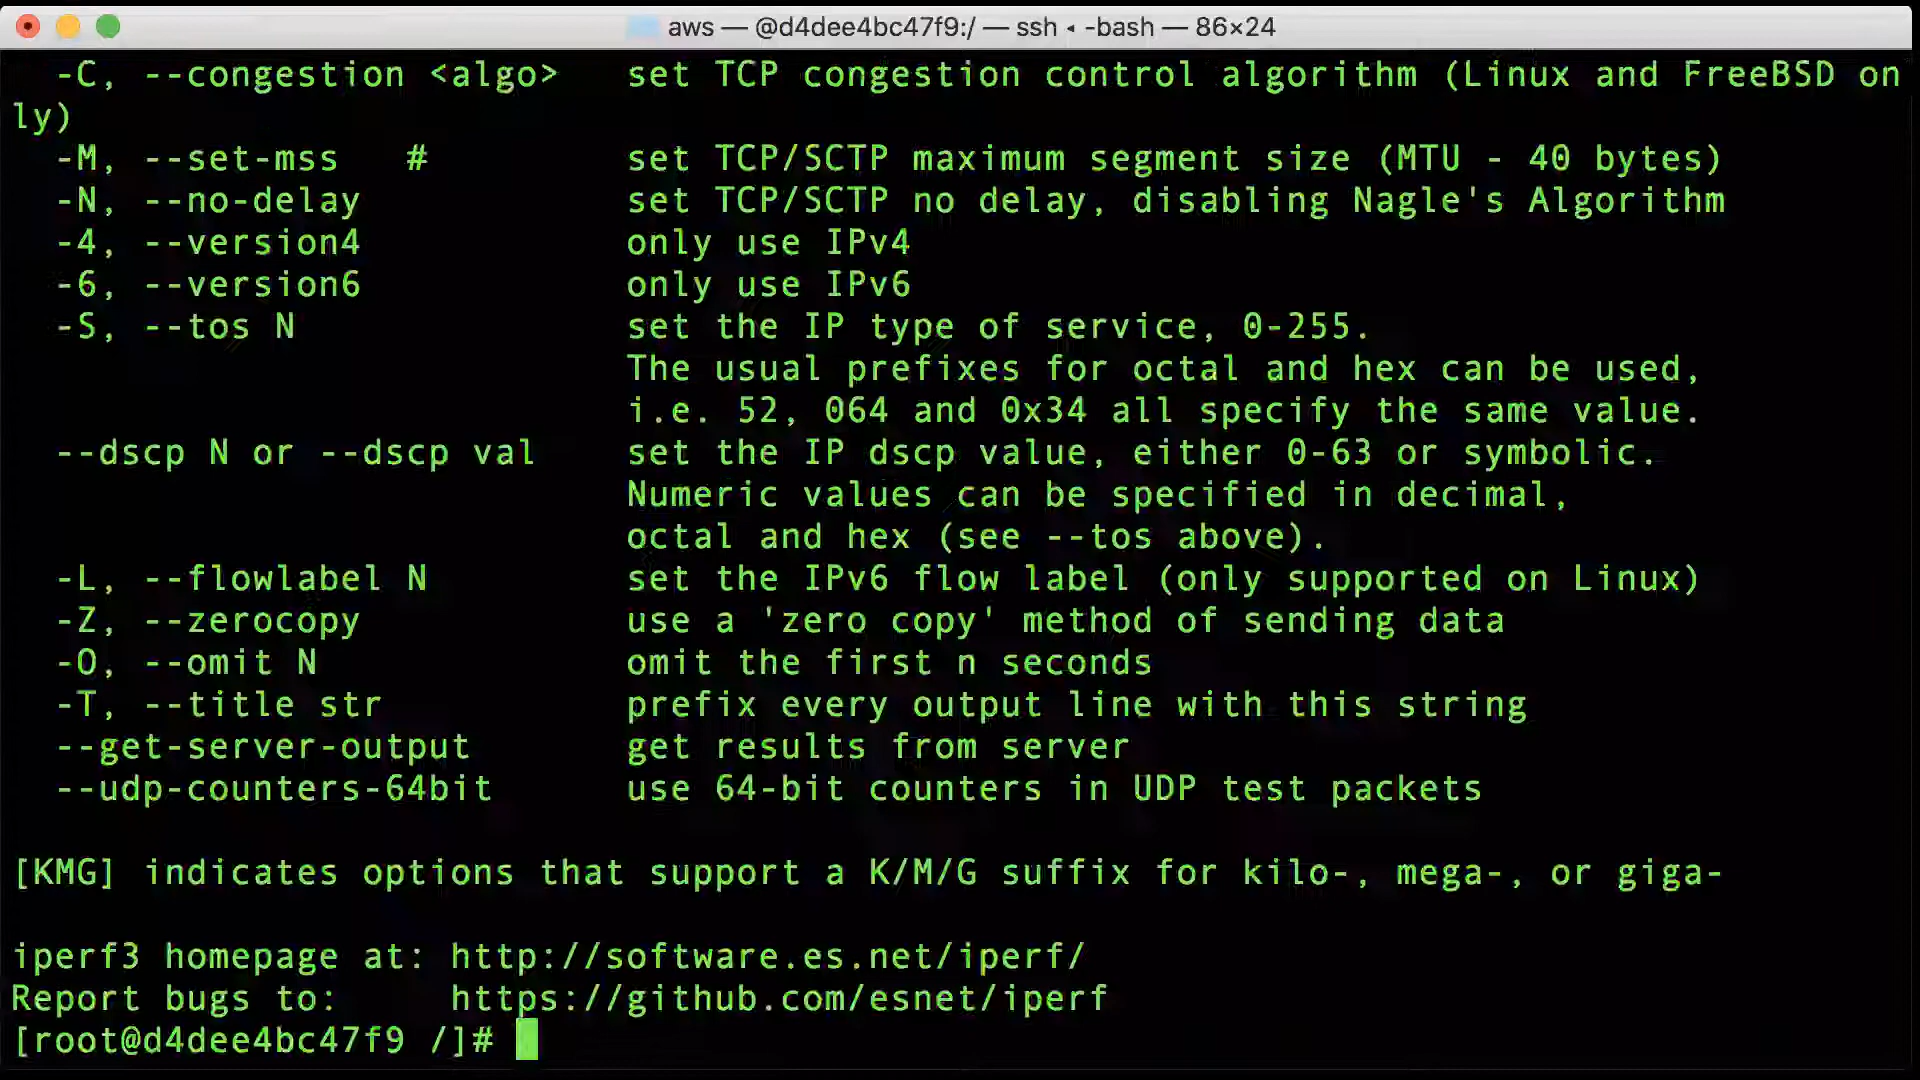 aws — @d4dee4bc47f9:/ — ssh ◂ -bash — 86×24
-C, --congestion <algo> set TCP congestion control algorithm (Linux and FreeBSD on
ly)
-M, --set-mss # set TCP/SCTP maximum segment size (MTU - 40 bytes)
-N, --no-delay set TCP/SCTP no delay, disabling Nagle's Algorithm
-4, --version4 only use IPv4
-6, --version6 only use IPv6
-S, --tos N set the IP type of service, 0-255.
The usual prefixes for octal and hex can be used,
i.e. 52, 064 and 0x34 all specify the same value.
--dscp N or --dscp val set the IP dscp value, either 0-63 or symbolic.
Numeric values can be specified in decimal,
octal and hex (see --tos above).
-L, --flowlabel N set the IPv6 flow label (only supported on Linux)
-Z, --zerocopy use a 'zero copy' method of sending data
-O, --omit N omit the first n seconds
-T, --title str prefix every output line with this string
--get-server-output get results from server
--udp-counters-64bit use 64-bit counters in UDP test packets
[KMG] indicates options that support a K/M/G suffix for kilo-, mega-, or giga-
iperf3 homepage at: http://software.es.net/iperf/
Report bugs to: https://github.com/esnet/iperf
[root@d4dee4bc47f9 /]#